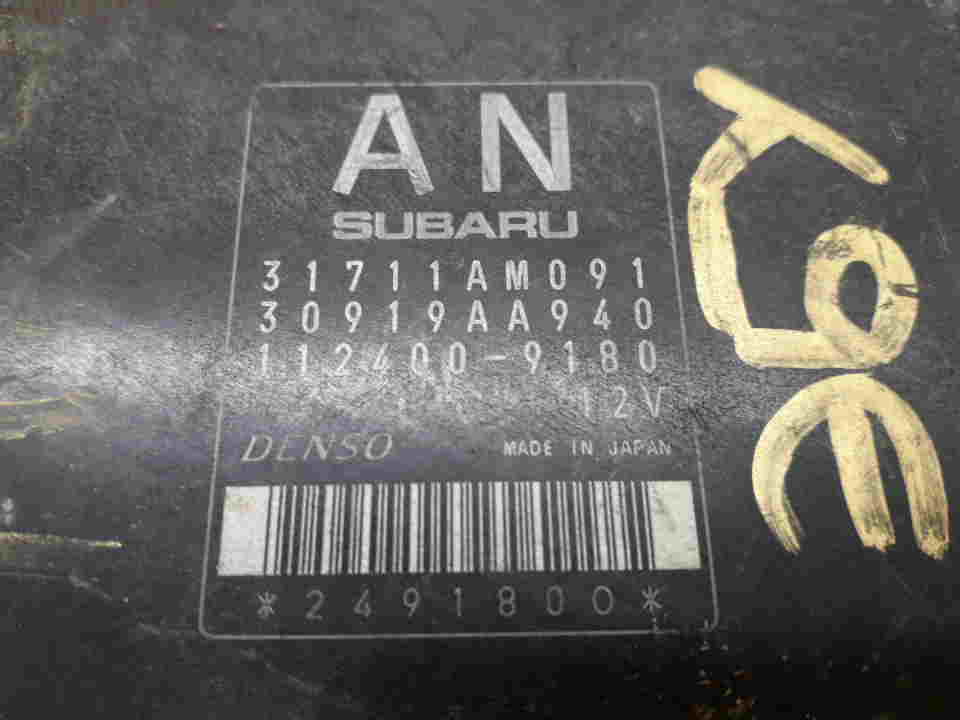 AN
SUBARU
31711AM091
30919AA940
112400-9180
12V
DENSO MADE IN JAPAN
*2491800*